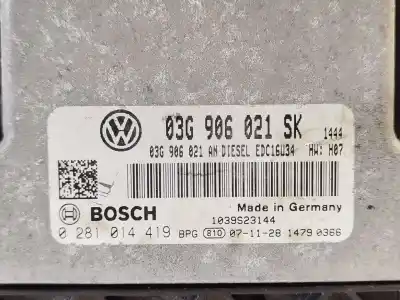 03G 906 021 SK 1444
03G 906 021 AN DIESEL EDC16U34 HW: H07
Made in Germany
BOSCH 1039S23144
0 281 014 419 BPG 810 07-11-28 1479 0366